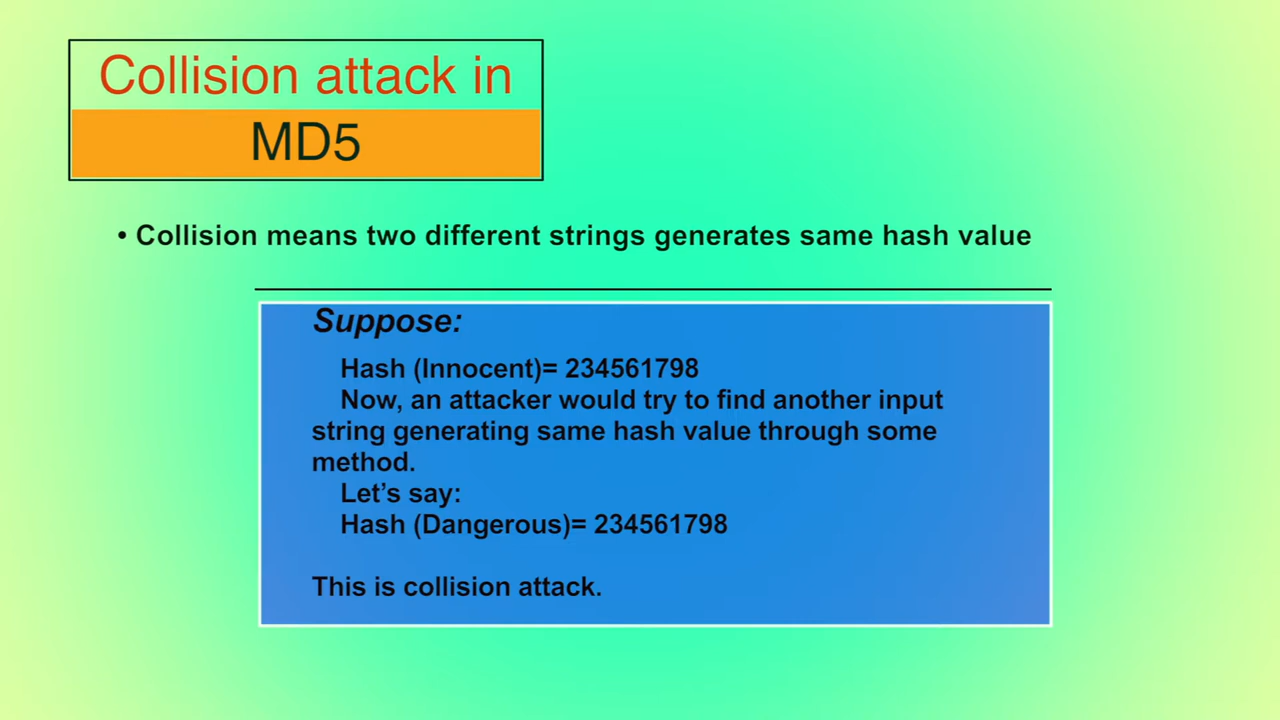 Collision attack in
MD5
• Collision means two different strings generates same hash value
Suppose:
Hash (Innocent)= 234561798
Now, an attacker would try to find another input
string generating same hash value through some
method.
Let’s say:
Hash (Dangerous)= 234561798
This is collision attack.